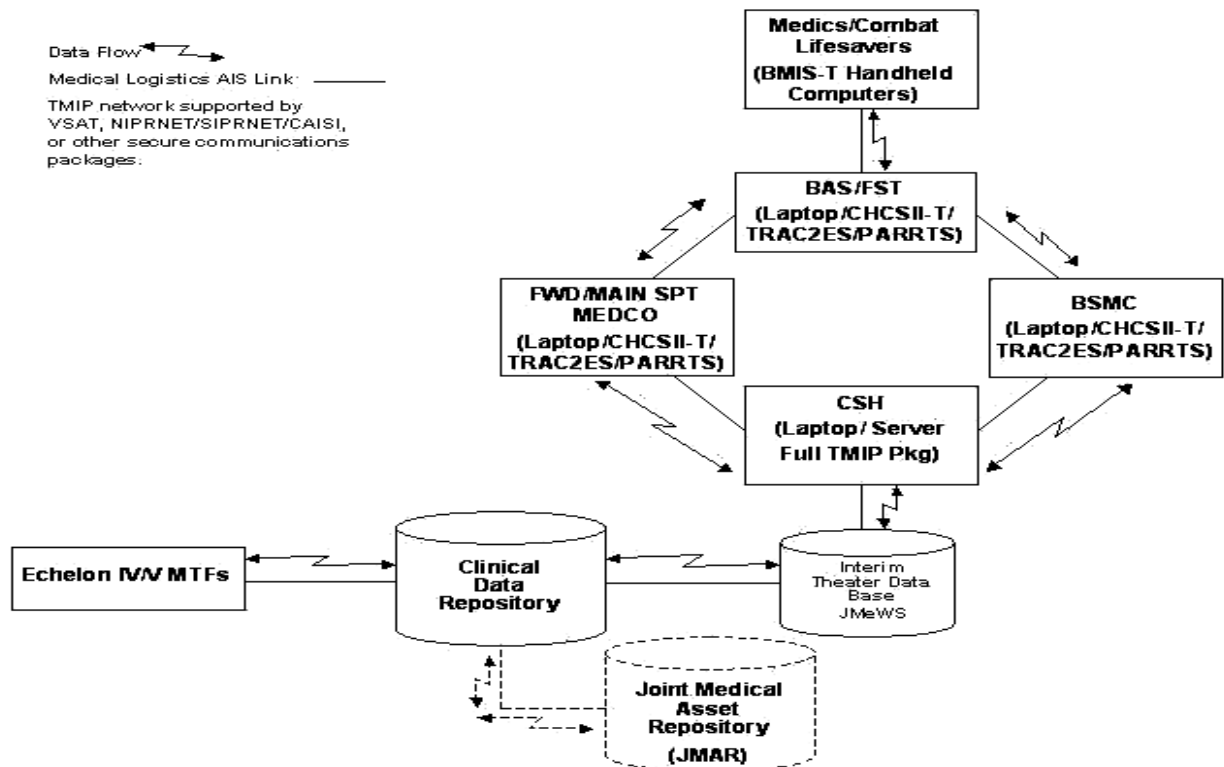 Data Flow
Medical Logistics AIS Link:
TMIP network supported by
VSAT, NIPRNET/SIPRNET/CAISI,
or other secure communications
packages.
Medics/Combat
Lifesavers
(BMIS-T Handheld
Computers)
BAS/FST
(Laptop/CHCSII-T/
TRAC2ES/PARRTS)
FWD/MAIN SPT
MEDCO
(Laptop/CHCSII-T/
TRAC2ES/PARRTS)
BSMC
(Laptop/CHCSII-T/
TRAC2ES/PARRTS)
CSH
(Laptop/ Server
Full TMIP Pkg)
Echelon IV/V MTFs
Clinical
Data
Repository
Interim
Theater Data
Base
JMeWS
Joint Medical
Asset
Repository
(JMAR)